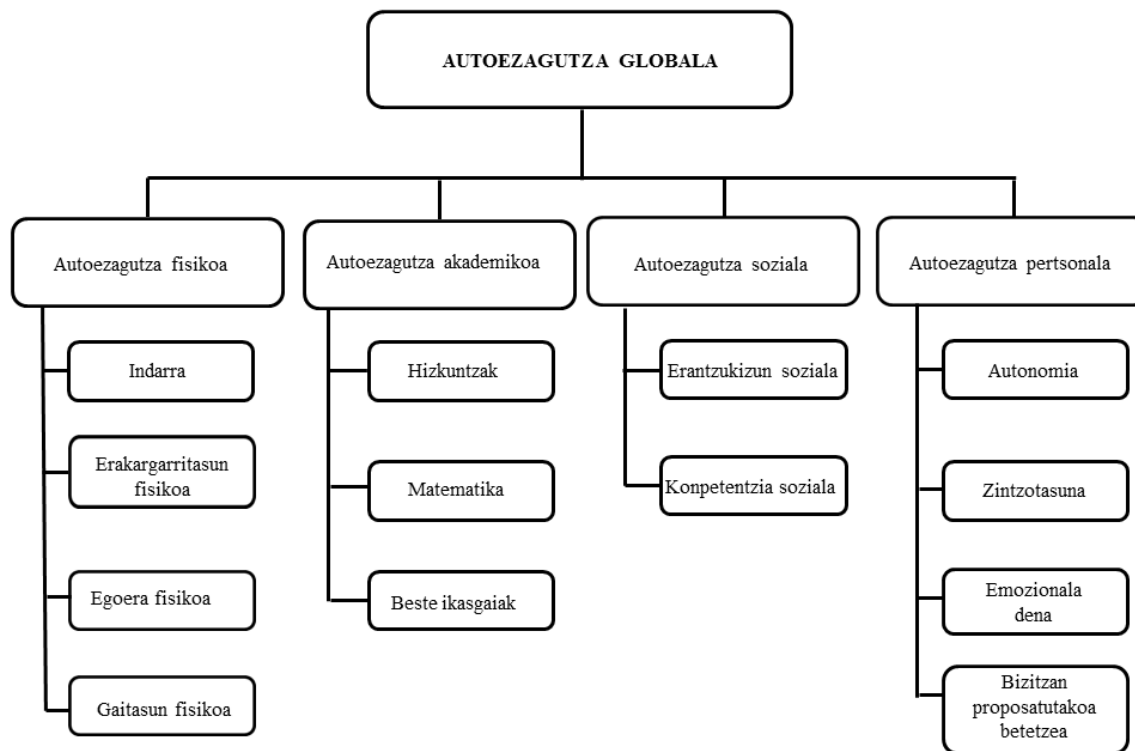 AUTOEZAGUTZA GLOBALA
Autoezagutza fisikoa
Autoezagutza akademikoa
Autoezagutza soziala
Autoezagutza pertsonala
Indarra
Erakargarritasun
fisikoa
Egoera fisikoa
Gaitasun fisikoa
Hizkuntzak
Matematika
Beste ikasgaiak
Erantzukizun soziala
Konpetentzia soziala
Autonomia
Zintzotasuna
Emozionala
dena
Bizitzan
proposatutakoa
betetzea